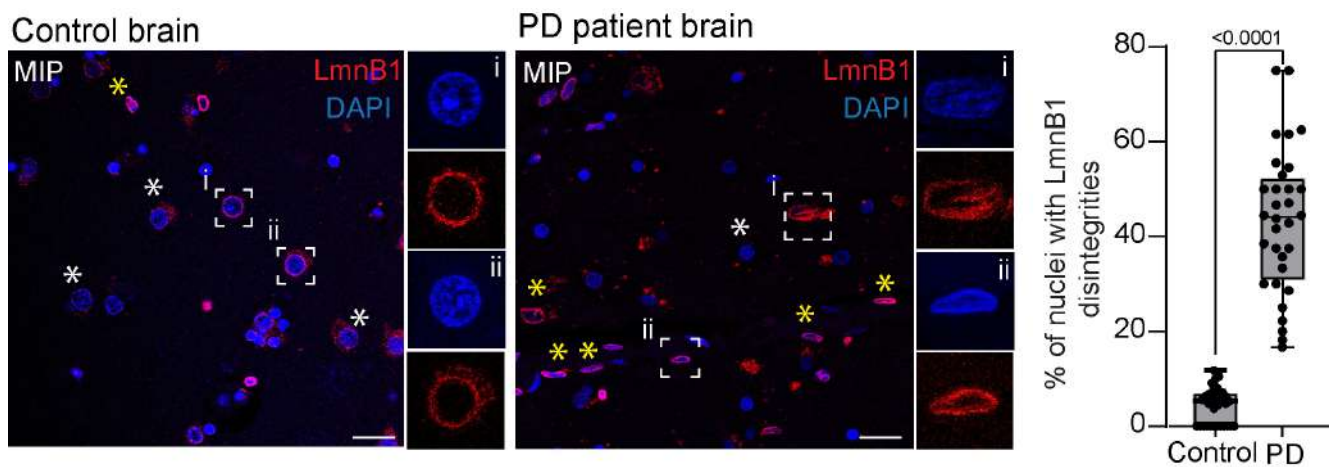 Control brain
MIP
LmnB1
DAPI
*
i
*
ii
*
*
i
ii
PD patient brain
MIP
LmnB1
DAPI
i
*
*
*
*
ii
*
*
i
ii
<0.0001
80
60
40
20
0
% of nuclei with LmnB1
disintegrities
Control
PD